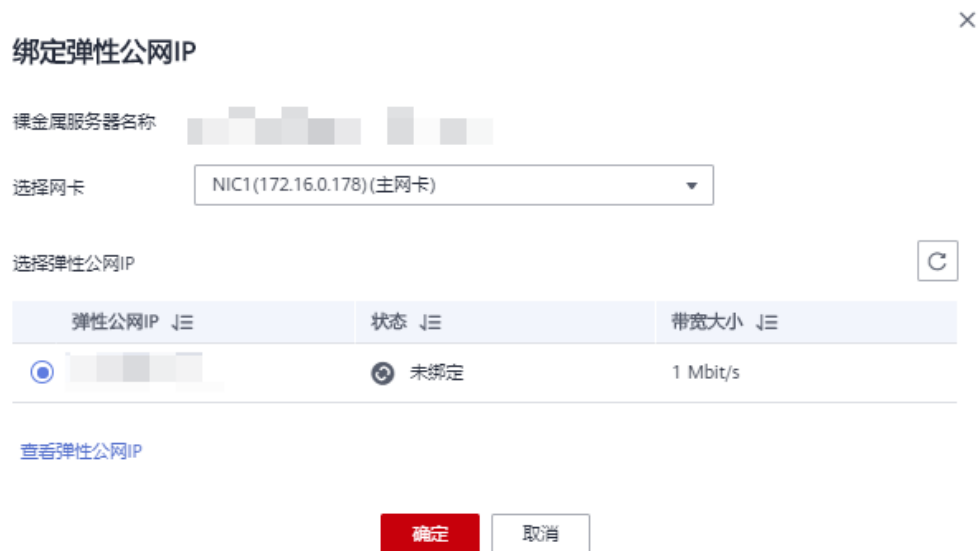 绑定弹性公网IP
裸金属服务器名称
选择网卡 NIC1(172.16.0.178)(主网卡)
选择弹性公网IP
弹性公网IP 状态 带宽大小
未绑定 1 Mbit/s
查看弹性公网IP
确定 取消